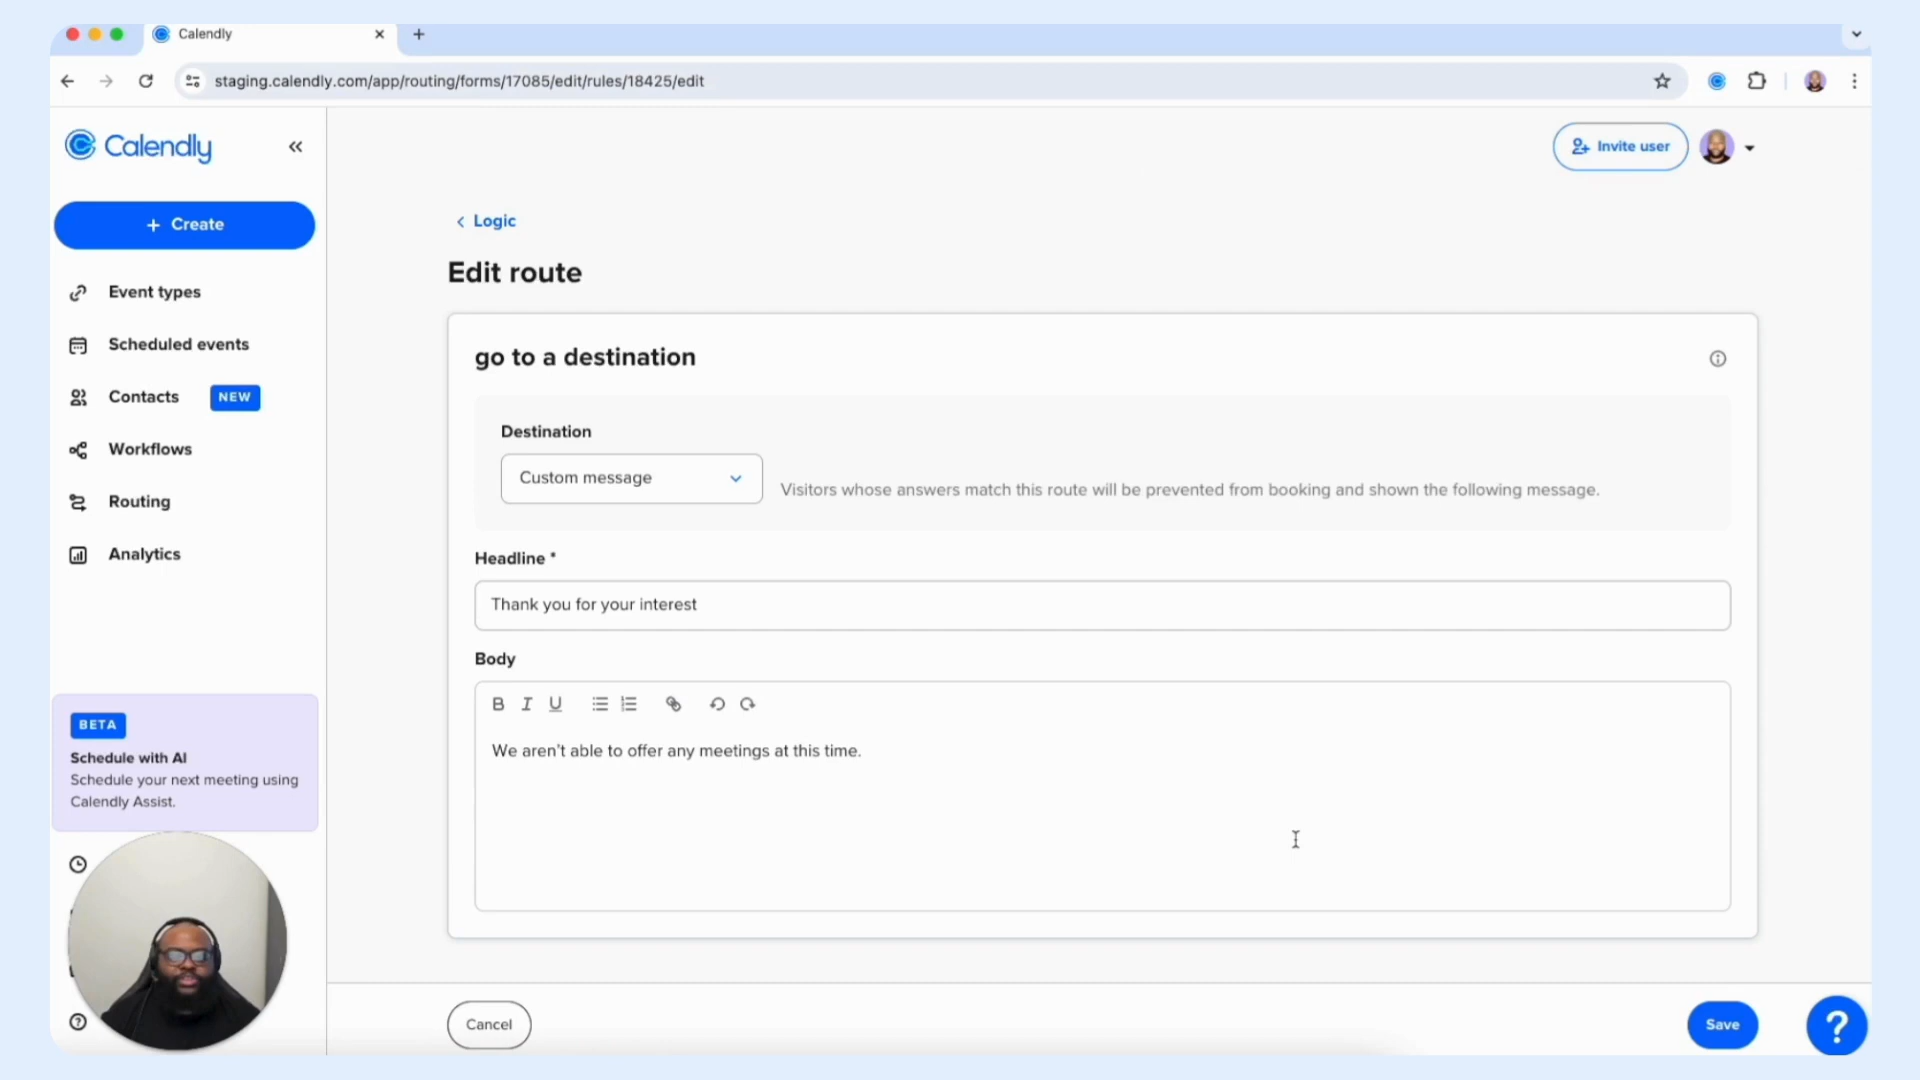 Calendly
staging.calendly.com/app/routing/forms/17085/edit/rules/18425/edit
Calendly
Invite user
+ Create
Event types
Scheduled events
Contacts NEW
Workflows
Routing
Analytics
BETA
Schedule with AI
Schedule your next meeting using
Calendly Assist.
Logic
Edit route
go to a destination
Destination
Custom message
Visitors whose answers match this route will be prevented from booking and shown the following message.
Headline *
Thank you for your interest
Body
B I U
We aren't able to offer any meetings at this time.
Cancel
Save
?